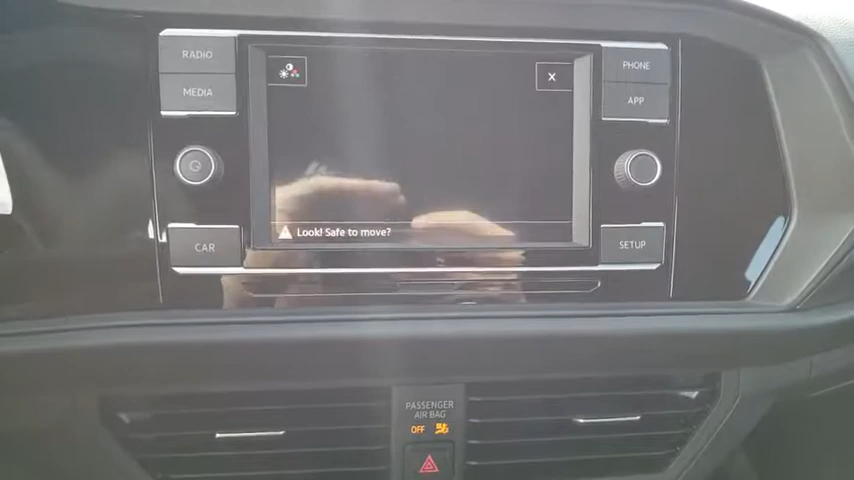 RADIO
MEDIA
PHONE
APP
Look! Safe to move?
CAR
SETUP
PASSENGER
AIR BAG
OFF